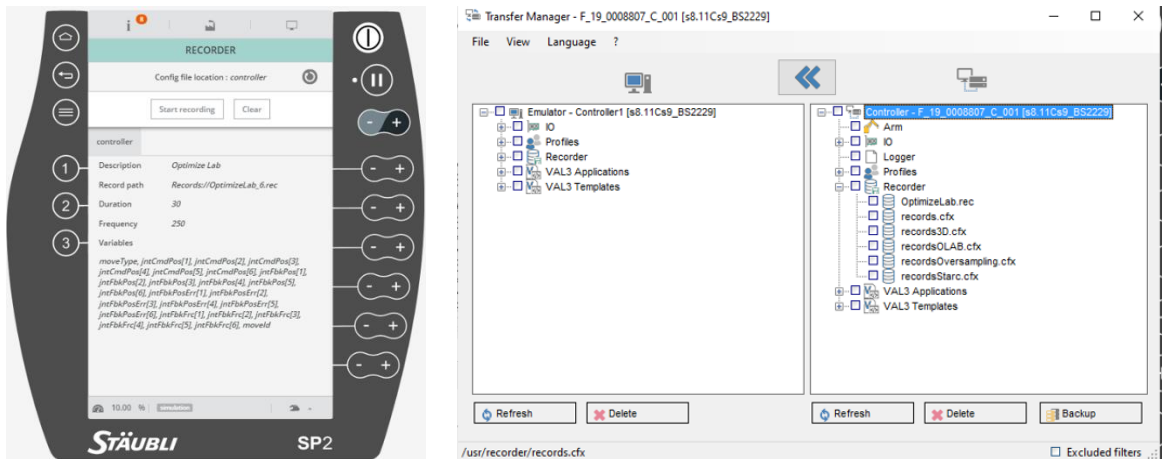 8
RECORDER
Config file location : controller
Start recording
Clear
controller
Description Optimize Lab
Record path Records://OptimizeLab_6.rec
Duration 30
Frequency 250
Variables
moveType, jntCmdPos[1], jntCmdPos[2], jntCmdPos[3],
jntCmdPos[4], jntCmdPos[5], jntCmdPos[6], jntFbkPos[1],
jntFbkPos[2], jntFbkPos[3], jntFbkPos[4], jntFbkPos[5],
jntFbkPos[6], jntFbkPosErr[1], jntFbkPosErr[2],
jntFbkPosErr[3], jntFbkPosErr[4], jntFbkPosErr[5],
jntFbkPosErr[6], jntFbkFrc[1], jntFbkFrc[2], jntFbkFrc[3],
jntFbkFrc[4], jntFbkFrc[5], jntFbkFrc[6], moveId
1
2
3
- +
- +
- +
- +
- +
- +
- +
10.00 % simulation -
STÄUBLI SP2
Transfer Manager - F_19_0008807_C_001 [s8.11Cs9_BS2229]
File View Language ?
Emulator - Controller1 [s8.11Cs9_BS2229]
IO
Profiles
Recorder
VAL3 Applications
VAL3 Templates
Refresh
Delete
Controller - F_19_0008807_C_001 [s8.11Cs9_BS2229]
Arm
IO
Logger
Profiles
Recorder
OptimizeLab.rec
records.cfx
records3D.cfx
recordsOLAB.cfx
recordsOversampling.cfx
recordsStarc.cfx
VAL3 Applications
VAL3 Templates
Refresh
Delete
Backup
/usr/recorder/records.cfx
Excluded filters